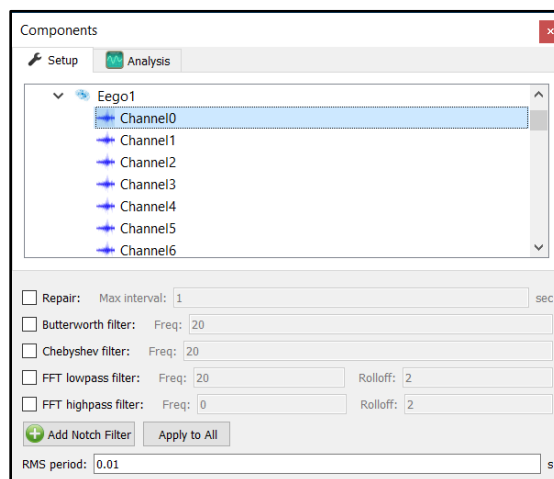 Components
Setup Analysis
Eego1
Channel0
Channel1
Channel2
Channel3
Channel4
Channel5
Channel6
Repair: Max interval: 1 sec
Butterworth filter: Freq: 20
Chebyshev filter: Freq: 20
FFT lowpass filter: Freq: 20 Rolloff: 2
FFT highpass filter: Freq: 0 Rolloff: 2
Add Notch Filter Apply to All
RMS period: 0.01 s